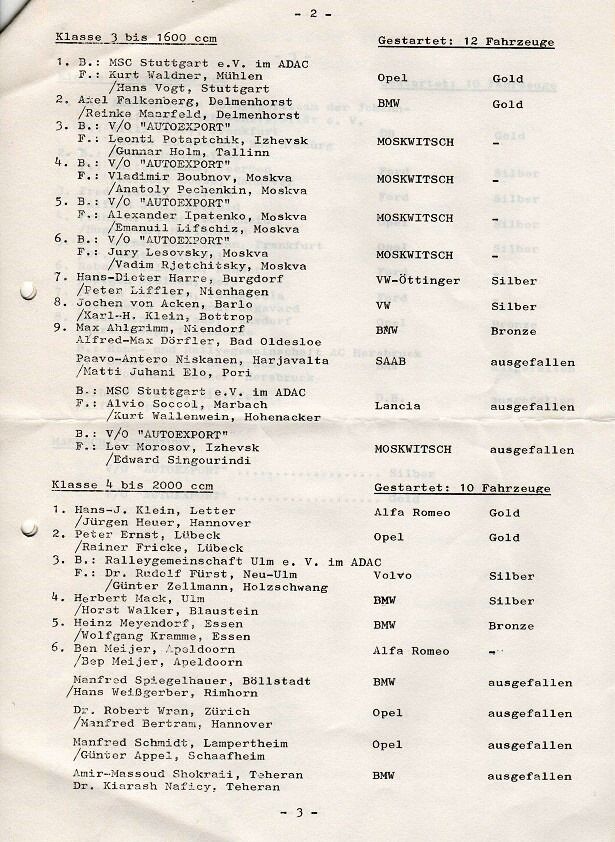 - 2 -
Klasse 3 bis 1600 ccm Gestartet: 12 Fahrzeuge
1. B.: MSC Stuttgart e.V. im ADAC
F.: Kurt Waldner, Mühlen Opel Gold
/Hans Vogt, Stuttgart
2. Axel Falkenberg, Delmenhorst BMW Gold
/Reinke Maarfeld, Delmenhorst
3. B.: V/O "AUTOEXPORT"
F.: Leonti Potaptchik, Izhevsk MOSKWITSCH -
/Gunnar Holm, Tallinn
4. B.: V/O "AUTOEXPORT"
F.: Vladimir Boubnov, Moskva MOSKWITSCH -
/Anatoly Pechenkin, Moskva
5. B.: V/O "AUTOEXPORT"
F.: Alexander Ipatenko, Moskva MOSKWITSCH -
/Emanuil Lifschiz, Moskva
6. B.: V/O "AUTOEXPORT"
F.: Jury Lesovsky, Moskva MOSKWITSCH -
/Vadim Rjetchitsky, Moskva
7. Hans-Dieter Harre, Burgdorf VW-Öttinger Silber
/Peter Liffler, Nienhagen
8. Jochen von Acken, Barlo VW Silber
/Karl-H. Klein, Bottrop
9. Max Ahlgrimm, Niendorf BMW Bronze
Alfred-Max Dörfler, Bad Oldesloe
Paavo-Antero Niskanen, Harjavalta SAAB ausgefallen
/Matti Juhani Elo, Pori
B.: MSC Stuttgart e.V. im ADAC
F.: Alvio Soccol, Marbach Lancia ausgefallen
/Kurt Wallenwein, Hohenacker
B.: V/O "AUTOEXPORT"
F.: Lev Morosov, Izhevsk MOSKWITSCH ausgefallen
/Edward Singourindi
Klasse 4 bis 2000 ccm Gestartet: 10 Fahrzeuge
1. Hans-J. Klein, Letter Alfa Romeo Gold
/Jürgen Heuer, Hannover
2. Peter Ernst, Lübeck Opel Gold
/Rainer Fricke, Lübeck
3. B.: Ralleygemeinschaft Ulm e. V. im ADAC
F.: Dr. Rudolf Fürst, Neu-Ulm Volvo Silber
/Günter Zellmann, Holzschwang
4. Herbert Mack, Ulm BMW Silber
/Horst Walker, Blaustein
5. Heinz Meyendorf, Essen BMW Bronze
/Wolfgang Kramme, Essen
6. Ben Meijer, Apeldoorn Alfa Romeo -
/Bep Meijer, Apeldoorn
Manfred Spiegelhauer, Böllstadt BMW ausgefallen
/Hans Weißgerber, Rimhorn
Dr. Robert Wran, Zürich Opel ausgefallen
/Manfred Bertram, Hannover
Manfred Schmidt, Lampertheim Opel ausgefallen
/Günter Appel, Schaafheim
Amir-Massoud Shokraii, Teheran BMW ausgefallen
Dr. Kiarash Naficy, Teheran
- 3 -